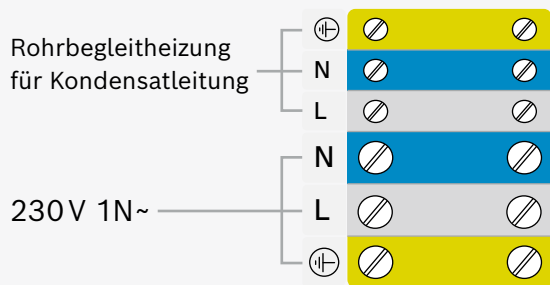 Rohrbegleitheizung
für Kondensatleitung
N
L
N
230 V 1N~
L